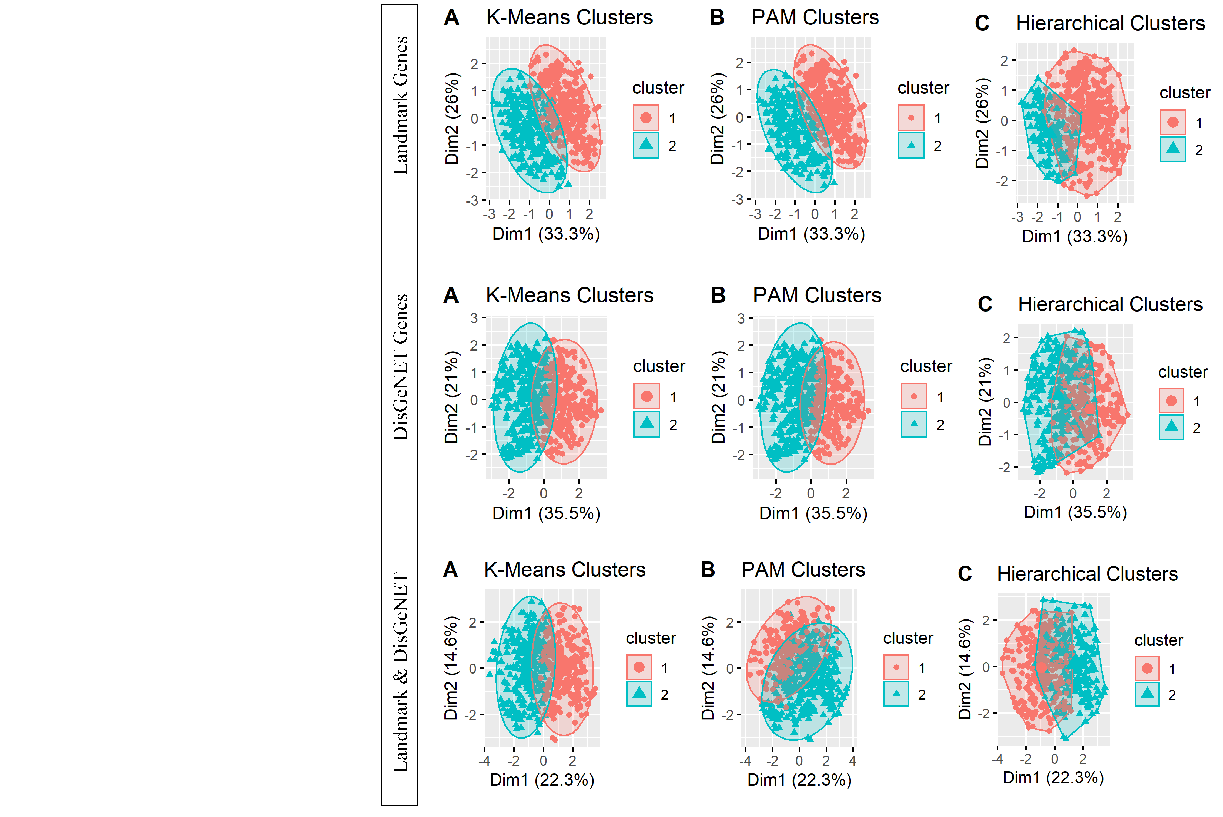 Landmark Genes
A K-Means Clusters
Dim2 (26%)
2
1
0
-1
-2
-3
-3 -2 -1 0 1 2
Dim1 (33.3%)
cluster
1
2
B PAM Clusters
Dim2 (26%)
2
1
0
-1
-2
-3
-3 -2 -1 0 1 2
Dim1 (33.3%)
cluster
1
2
C Hierarchical Clusters
Dim2 (26%)
2
1
0
-1
-2
-3 -2 -1 0 1 2
Dim1 (33.3%)
cluster
1
2
DisGeNET Genes
A K-Means Clusters
Dim2 (21%)
3
2
1
0
-1
-2
-2 0 2
Dim1 (35.5%)
cluster
1
2
B PAM Clusters
Dim2 (21%)
3
2
1
0
-1
-2
-2 0 2
Dim1 (35.5%)
cluster
1
2
C Hierarchical Clusters
Dim2 (21%)
2
1
0
-1
-2
-2 0 2
Dim1 (35.5%)
cluster
1
2
Landmark & DisGeNET
A K-Means Clusters
Dim2 (14.6%)
2
0
-2
-4 -2 0 2
Dim1 (22.3%)
cluster
1
2
B PAM Clusters
Dim2 (14.6%)
2
0
-2
-4 -2 0 2 4
Dim1 (22.3%)
cluster
1
2
C Hierarchical Clusters
Dim2 (14.6%)
2
0
-2
-4 -2 0 2
Dim1 (22.3%)
cluster
1
2